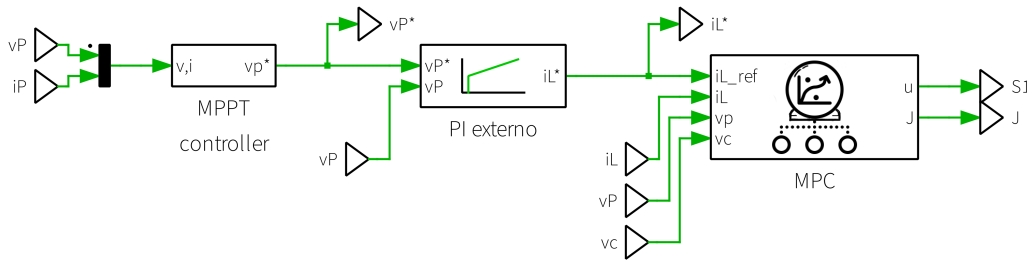 vP
iP
v,i
vp*
MPPT
controller
vP*
vP*
vP
iL*
PI externo
vP
iL*
iL_ref
iL
vp
vc
u
J
MPC
iL
vP
vc
S1
J